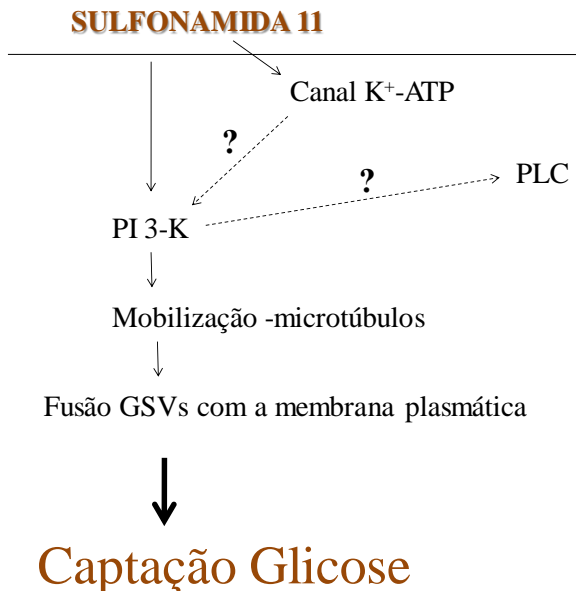 SULFONAMIDA 11
Canal K⁺-ATP
?
?
PLC
PI 3-K
Mobilização -microtúbulos
Fusão GSVs com a membrana plasmática
Captação Glicose